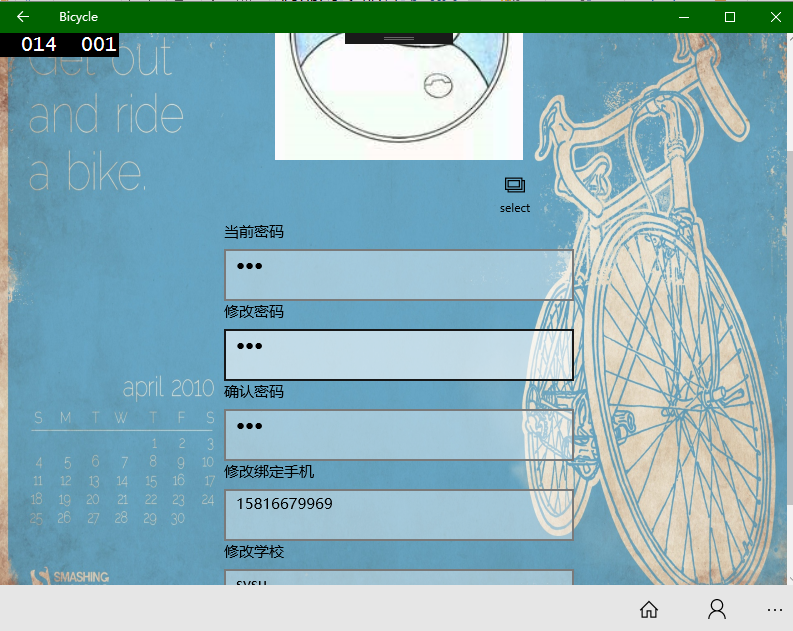 Bicycle
014 001
Get out
and ride
a bike.
select
当前密码
●●●
修改密码
●●●
确认密码
●●●
修改绑定手机
15816679969
修改学校
sysu
april 2010
S M T W T F S
1 2 3
4 5 6 7 8 9 10
11 12 13 14 15 16 17
18 19 20 21 22 23 24
25 26 27 28 29 30
SMASHING